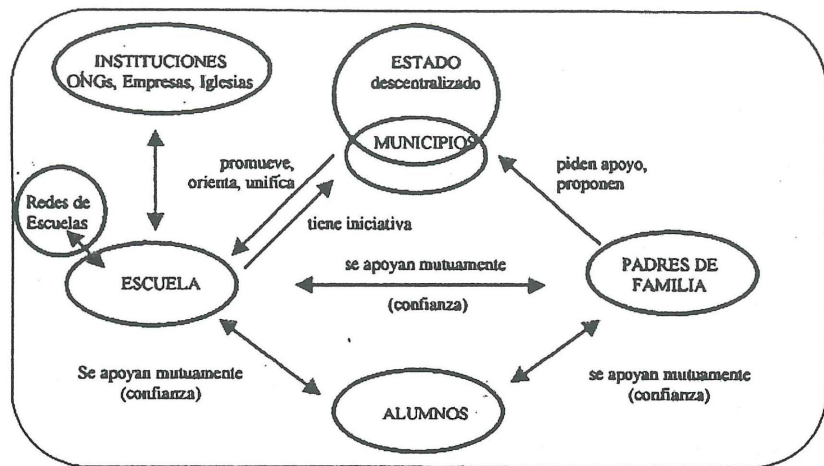 INSTITUCIONES
ONGs, Empresas, Iglesias
ESTADO
descentralizado
MUNICIPIOS
promueve,
orienta, unifica
piden apoyo,
proponen
Redes de
Escuelas
tiene iniciativa
ESCUELA
se apoyan mutuamente
(confianza)
PADRES DE
FAMILIA
Se apoyan mutuamente
(confianza)
se apoyan mutuamente
(confianza)
ALUMNOS